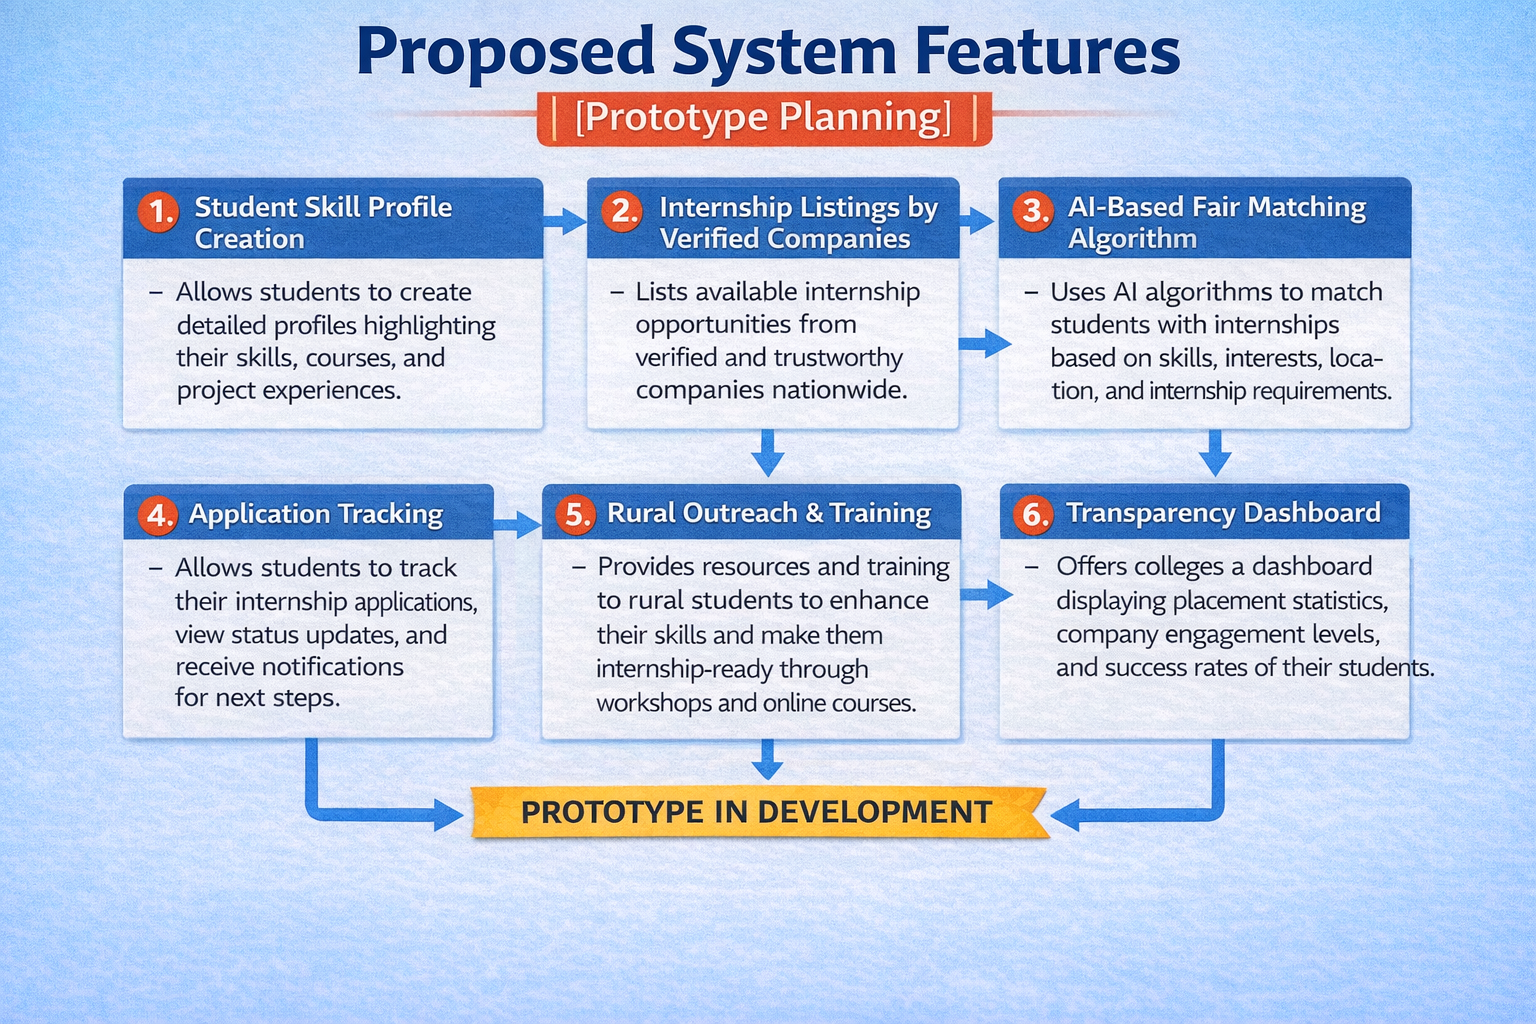 Proposed System Features
[Prototype Planning]
1. Student Skill Profile
Creation
– Allows students to create
detailed profiles highlighting
their skills, courses, and
project experiences.
2. Internship Listings by
Verified Companies
– Lists available internship
opportunities from
verified and trustworthy
companies nationwide.
3. AI-Based Fair Matching
Algorithm
– Uses AI algorithms to match
students with internships
based on skills, interests, loca-
tion, and internship requirements.
4. Application Tracking
– Allows students to track
their internship applications,
view status updates, and
receive notifications
for next steps.
5. Rural Outreach & Training
– Provides resources and training
to rural students to enhance
their skills and make them
internship-ready through
workshops and online courses.
6. Transparency Dashboard
– Offers colleges a dashboard
displaying placement statistics,
company engagement levels,
and success rates of their students.
PROTOTYPE IN DEVELOPMENT